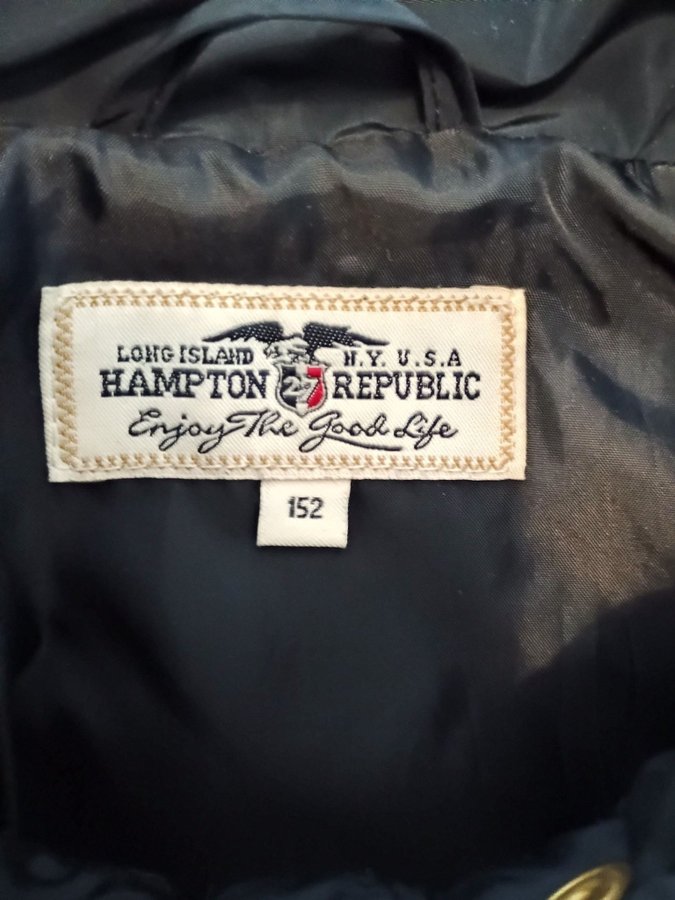 LONG ISLAND N.Y. U.S.A
HAMPTON 27 REPUBLIC
Enjoy The Good Life
152